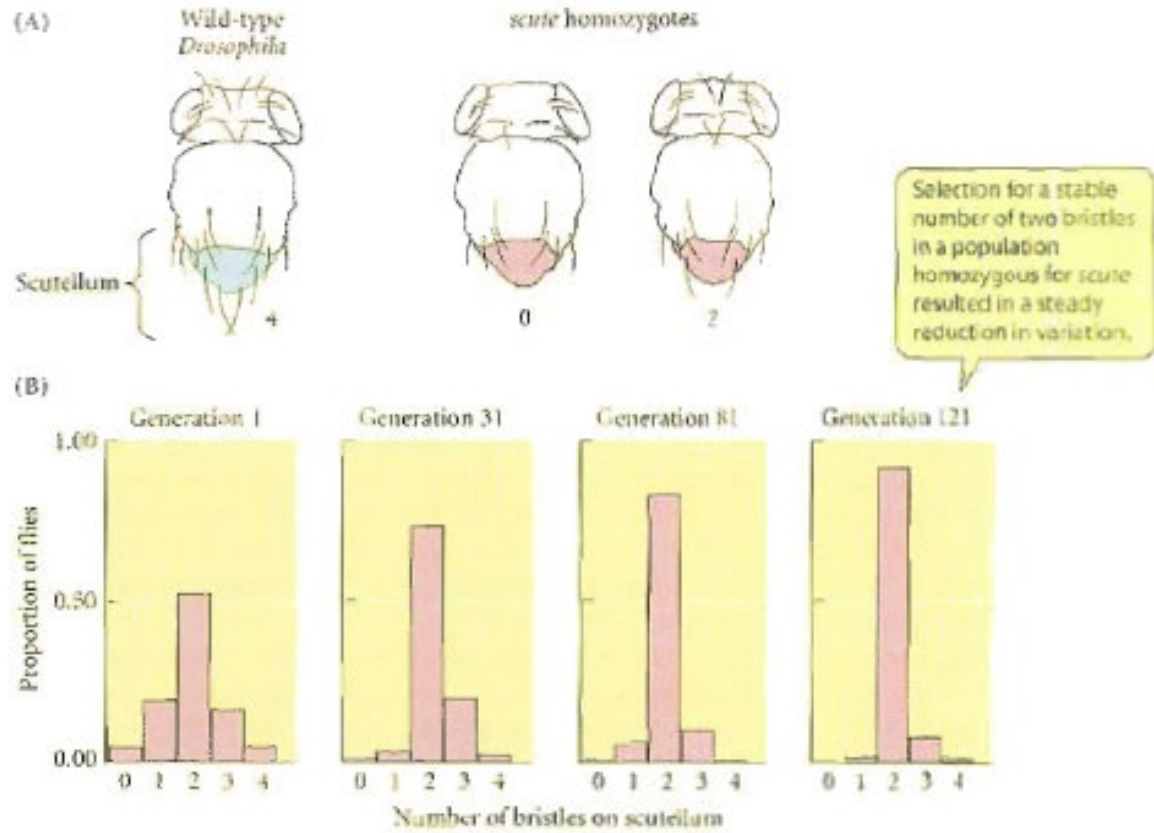 (A)
Wild-type
Drosophila
scute homozygotes
Scutellum
4
0
2
Selection for a stable
number of two bristles
in a population
homozygous for scute
resulted in a steady
reduction in variation.
(B)
Generation 1
Generation 31
Generation 81
Generation 121
1.00
0.50
0.00
Proportion of flies
0 1 2 3 4
0 1 2 3 4
0 1 2 3 4
0 1 2 3 4
Number of bristles on scutellum